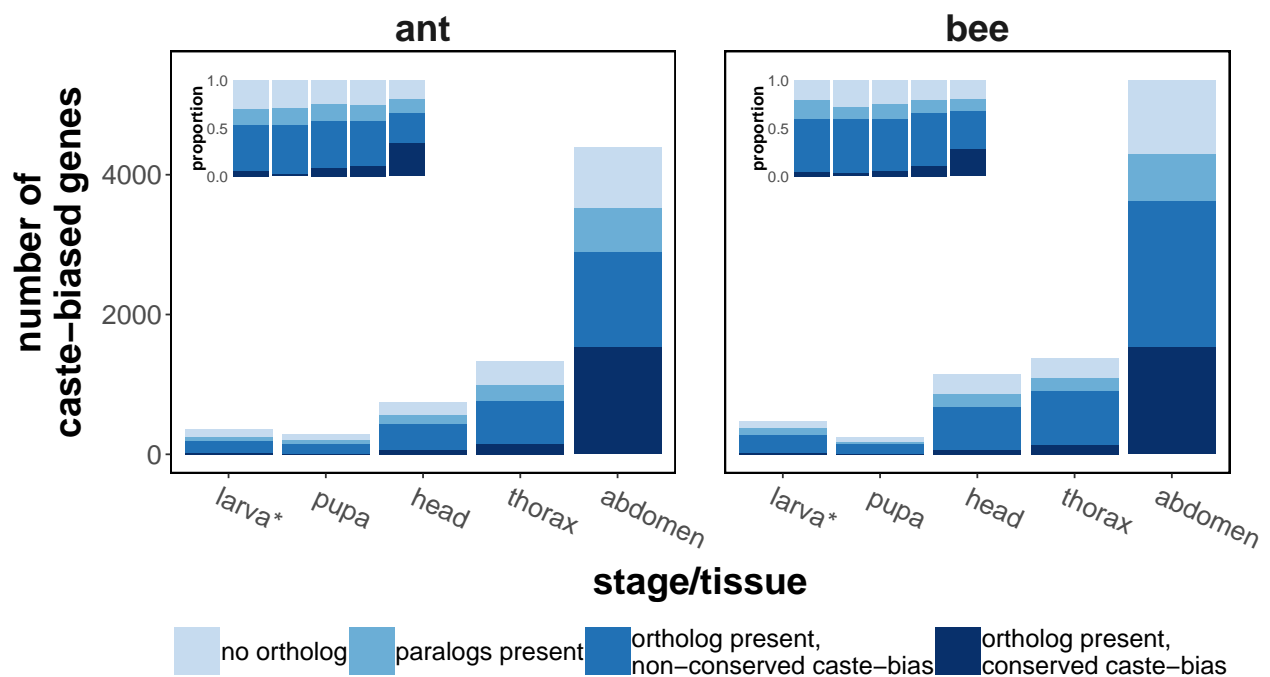 ant
bee
number of
caste−biased genes
4000
2000
0
proportion
1.0
0.5
0.0
proportion
1.0
0.5
0.0
larva*
pupa
head
thorax
abdomen
larva*
pupa
head
thorax
abdomen
stage/tissue
no ortholog
paralogs present
ortholog present,
non−conserved caste−bias
ortholog present,
conserved caste−bias